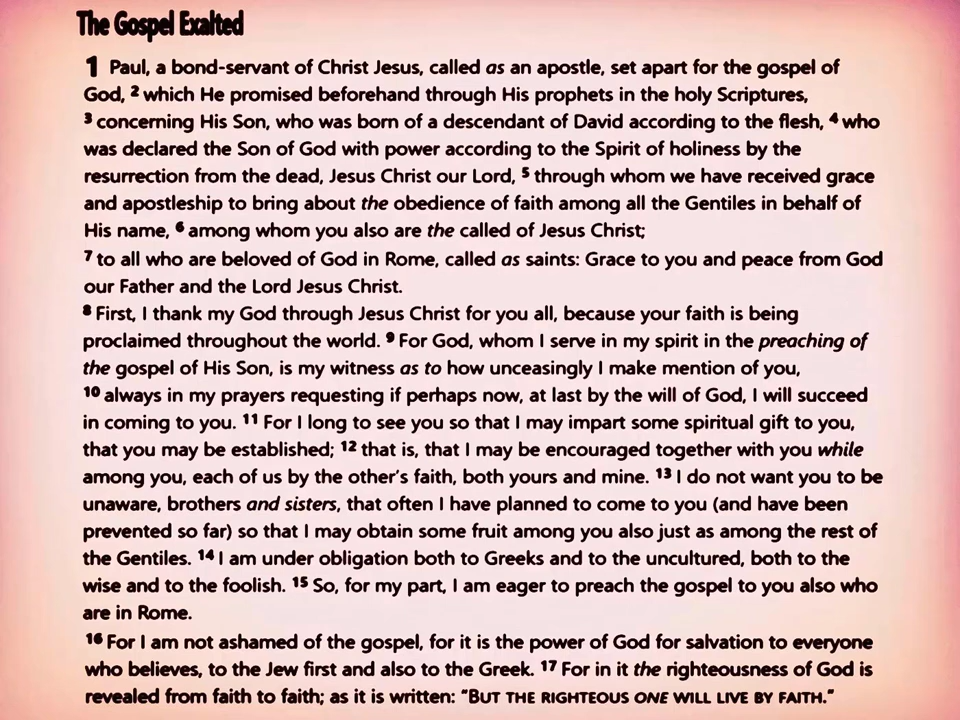 The Gospel Exalted
1 Paul, a bond-servant of Christ Jesus, called as an apostle, set apart for the gospel of
God, 2 which He promised beforehand through His prophets in the holy Scriptures,
3 concerning His Son, who was born of a descendant of David according to the flesh, 4 who
was declared the Son of God with power according to the Spirit of holiness by the
resurrection from the dead, Jesus Christ our Lord, 5 through whom we have received grace
and apostleship to bring about the obedience of faith among all the Gentiles in behalf of
His name, 6 among whom you also are the called of Jesus Christ;
7 to all who are beloved of God in Rome, called as saints: Grace to you and peace from God
our Father and the Lord Jesus Christ.
8 First, I thank my God through Jesus Christ for you all, because your faith is being
proclaimed throughout the world. 9 For God, whom I serve in my spirit in the preaching of
the gospel of His Son, is my witness as to how unceasingly I make mention of you,
10 always in my prayers requesting if perhaps now, at last by the will of God, I will succeed
in coming to you. 11 For I long to see you so that I may impart some spiritual gift to you,
that you may be established; 12 that is, that I may be encouraged together with you while
among you, each of us by the other's faith, both yours and mine. 13 I do not want you to be
unaware, brothers and sisters, that often I have planned to come to you (and have been
prevented so far) so that I may obtain some fruit among you also just as among the rest of
the Gentiles. 14 I am under obligation both to Greeks and to the uncultured, both to the
wise and to the foolish. 15 So, for my part, I am eager to preach the gospel to you also who
are in Rome.
16 For I am not ashamed of the gospel, for it is the power of God for salvation to everyone
who believes, to the Jew first and also to the Greek. 17 For in it the righteousness of God is
revealed from faith to faith; as it is written: "BUT THE RIGHTEOUS ONE WILL LIVE BY FAITH."